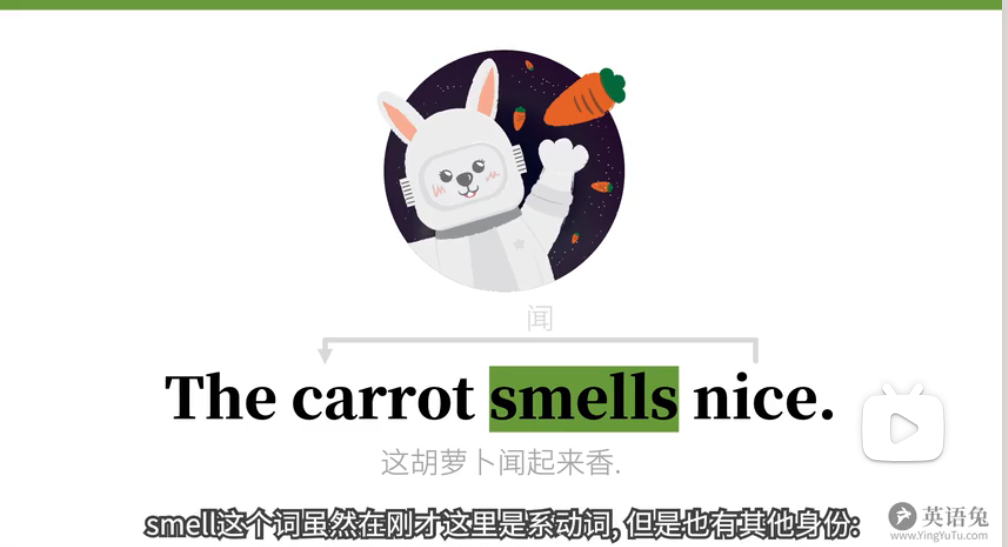 闻
The carrot smells nice.
这胡萝卜闻起来香.
smell这个词虽然在刚才这里是系动词, 但是也有其他身份:
英语兔
www.YingYuTu.com